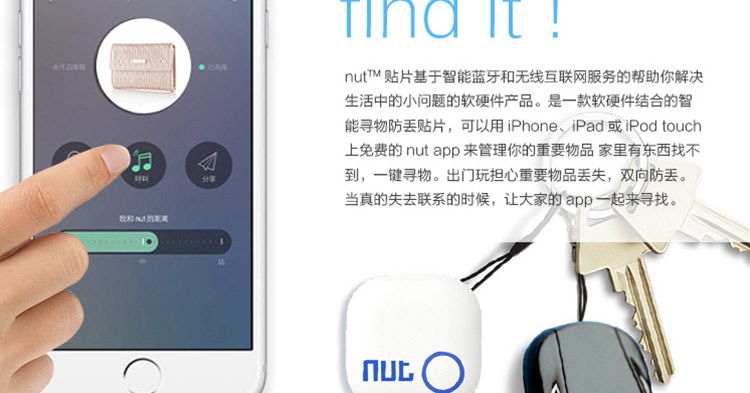 find it !
nut™ 贴片基于智能蓝牙和无线互联网服务的帮助你解决
生活中的小问题的软硬件产品。是一款软硬件结合的智
能寻物防丢贴片，可以用 iPhone、iPad 或 iPod touch
上免费的 nut app 来管理你的重要物品 家里有东西找不
到，一键寻物。出门玩担心重要物品丢失，双向防丢。
当真的失去联系的时候，让大家的 app 一起来寻找。
呼叫
分享
我和 nut 的距离
中
远
nut